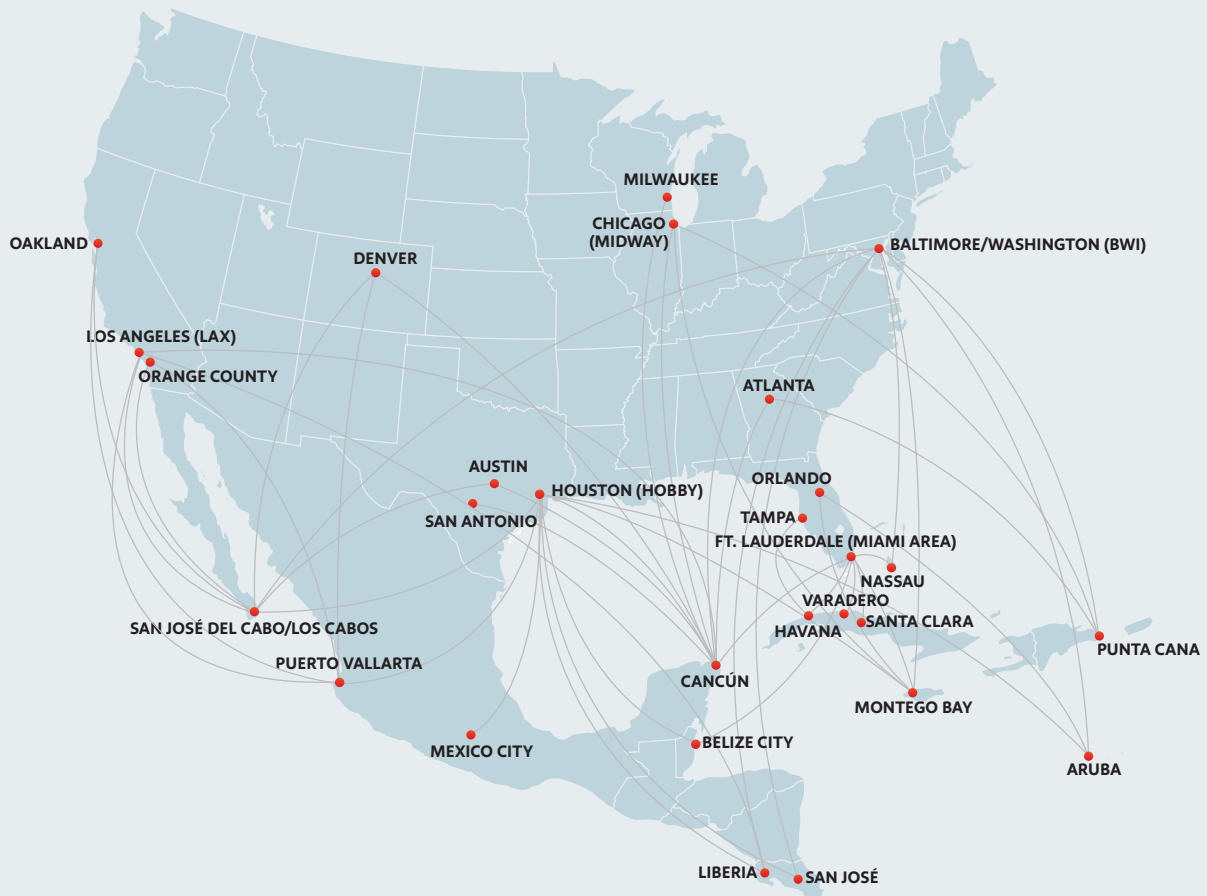 MILWAUKEE
CHICAGO
(MIDWAY)
OAKLAND
BALTIMORE/WASHINGTON (BWI)
DENVER
LOS ANGELES (LAX)
ORANGE COUNTY
ATLANTA
AUSTIN
HOUSTON (HOBBY)
ORLANDO
SAN ANTONIO
TAMPA
FT. LAUDERDALE (MIAMI AREA)
NASSAU
VARADERO
SANTA CLARA
HAVANA
SAN JOSÉ DEL CABO/LOS CABOS
PUNTA CANA
PUERTO VALLARTA
CANCÚN
MONTEGO BAY
MEXICO CITY
BELIZE CITY
ARUBA
LIBERIA
SAN JOSÉ